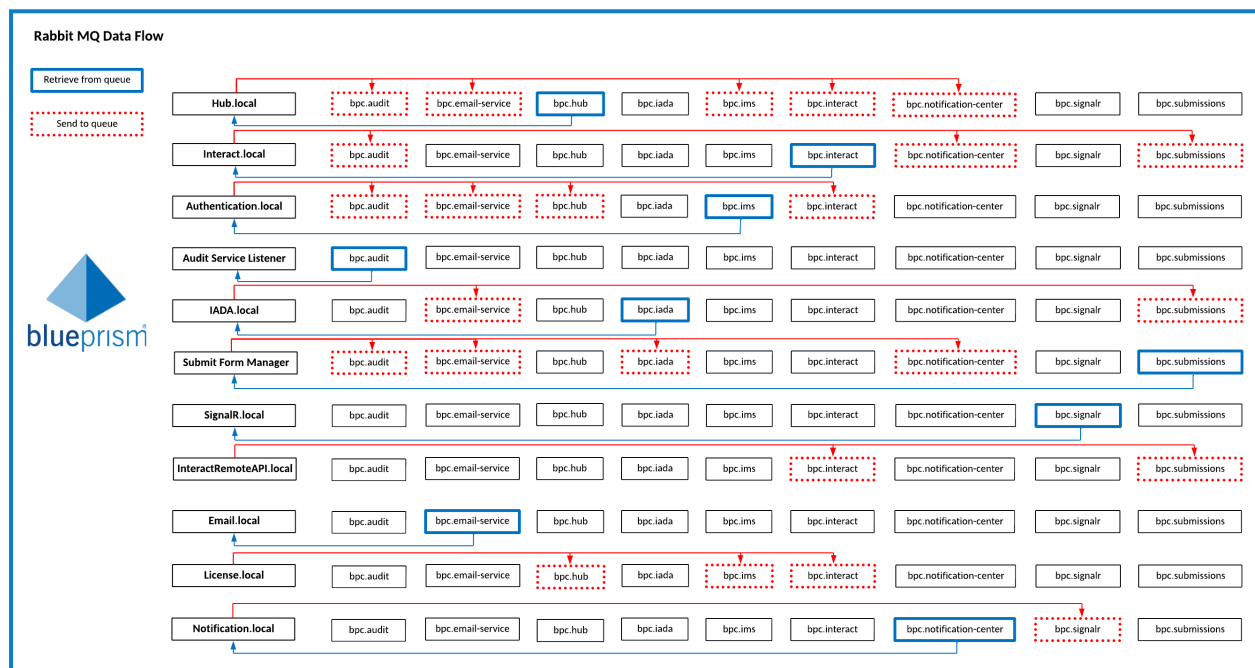 Rabbit MQ Data Flow
Retrieve from queue
Send to queue
Hub.local bpc.audit bpc.email-service bpc.hub bpc.iada bpc.ims bpc.interact bpc.notification-center bpc.signalr bpc.submissions
Interact.local bpc.audit bpc.email-service bpc.hub bpc.iada bpc.ims bpc.interact bpc.notification-center bpc.signalr bpc.submissions
Authentication.local bpc.audit bpc.email-service bpc.hub bpc.iada bpc.ims bpc.interact bpc.notification-center bpc.signalr bpc.submissions
Audit Service Listener bpc.audit bpc.email-service bpc.hub bpc.iada bpc.ims bpc.interact bpc.notification-center bpc.signalr bpc.submissions
IADA.local bpc.audit bpc.email-service bpc.hub bpc.iada bpc.ims bpc.interact bpc.notification-center bpc.signalr bpc.submissions
blueprism®
Submit Form Manager bpc.audit bpc.email-service bpc.hub bpc.iada bpc.ims bpc.interact bpc.notification-center bpc.signalr bpc.submissions
SignalR.local bpc.audit bpc.email-service bpc.hub bpc.iada bpc.ims bpc.interact bpc.notification-center bpc.signalr bpc.submissions
InteractRemoteAPI.local bpc.audit bpc.email-service bpc.hub bpc.iada bpc.ims bpc.interact bpc.notification-center bpc.signalr bpc.submissions
Email.local bpc.audit bpc.email-service bpc.hub bpc.iada bpc.ims bpc.interact bpc.notification-center bpc.signalr bpc.submissions
License.local bpc.audit bpc.email-service bpc.hub bpc.iada bpc.ims bpc.interact bpc.notification-center bpc.signalr bpc.submissions
Notification.local bpc.audit bpc.email-service bpc.hub bpc.iada bpc.ims bpc.interact bpc.notification-center bpc.signalr bpc.submissions